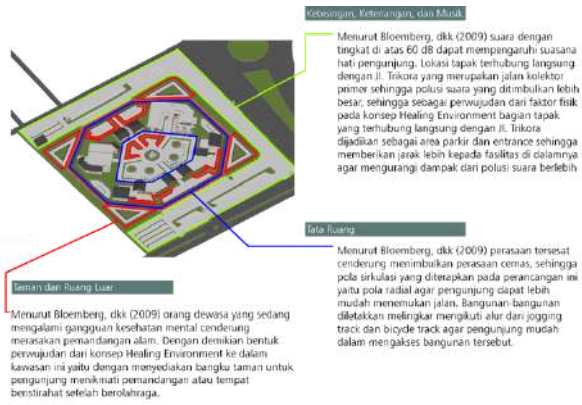 Kebisingan, Ketenangan, dan Musik
Menurut Bloemberg, dkk (2009) suara dengan
tingkat di atas 60 dB dapat mempengaruhi suasana
hati pengunjung. Lokasi tapak terhubung langsung
dengan Jl. Trikora yang merupakan jalan kolektor
primer sehingga polusi suara yang ditimbulkan lebih
besar, sehingga sebagai perwujudan dari faktor fisik
pada konsep Healing Environment bagian tapak
yang terhubung langsung dengan Jl. Trikora
dijadikan sebagai area parkir dan entrance sehingga
memberikan jarak lebih kepada fasilitas di dalamnya
agar mengurangi dampak dari polusi suara berlebih
Tata Ruang
Menurut Bloemberg, dkk (2009) perasaan tersesat
cenderung menimbulkan perasaan cemas, sehingga
pola sirkulasi yang diterapkan pada perancangan ini
yaitu pola radial agar pengunjung dapat lebih
mudah menemukan jalan. Bangunan-bangunan
diletakkan melingkar mengikuti alur dari jogging
track dan bicycle track agar pengunjung mudah
dalam mengakses bangunan tersebut.
Taman dan Ruang Luar
Menurut Bloemberg, dkk (2009) orang dewasa yang sedang
mengalami gangguan kesehatan mental cenderung
merasakan pemandangan alam. Dengan demikian bentuk
perwujudan dari konsep Healing Environment ke dalam
kawasan ini yaitu dengan menyediakan bangku taman untuk
pengunjung menikmati pemandangan atau tempat
beristirahat setelah berolahraga.